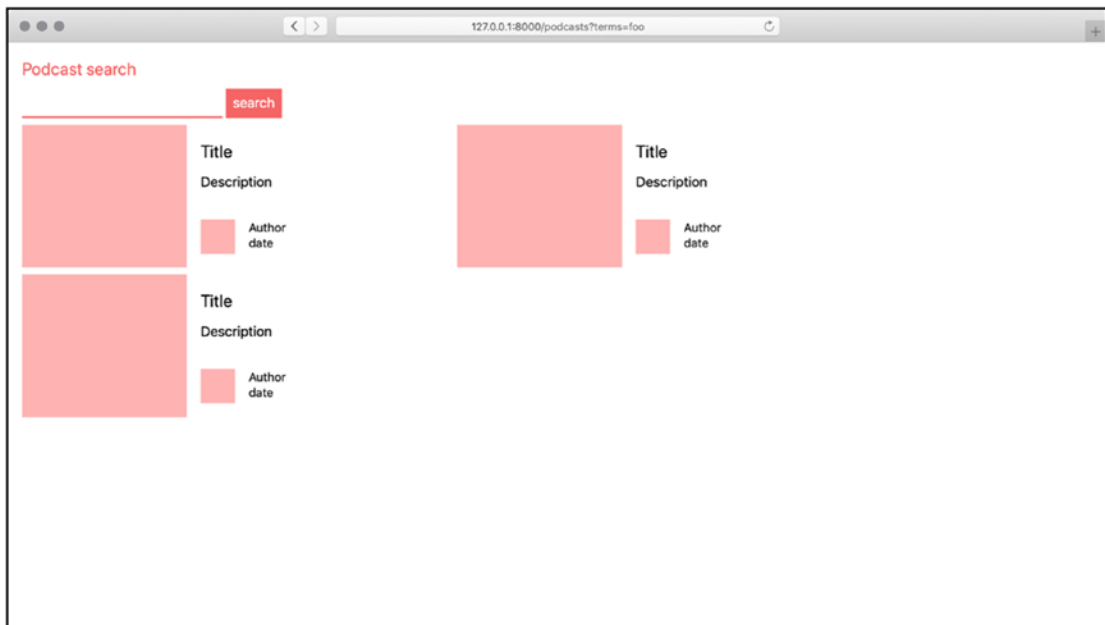 127.0.0.1:8000/podcasts?terms=foo
Podcast search
search
Title
Description
Author
date
Title
Description
Author
date
Title
Description
Author
date